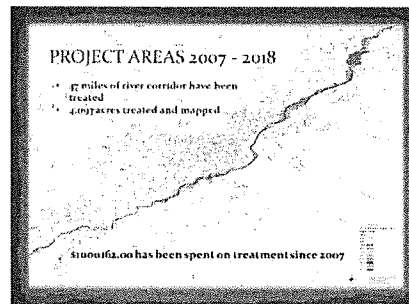 PROJECT AREAS 2007 - 2018
47 miles of river corridor have been
treated
acres treated and mapped
has been spent on treatment since 2007